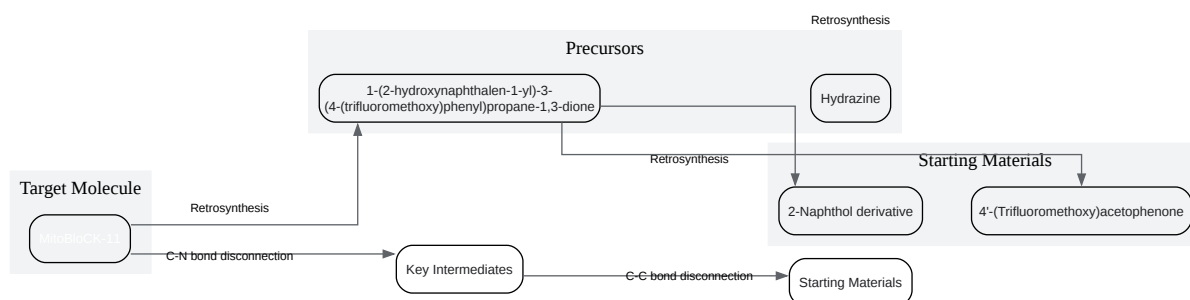 Retrosynthesis
Precursors
1-(2-hydroxynaphthalen-1-yl)-3-
(4-(trifluoromethoxy)phenyl)propane-1,3-dione
Hydrazine
Retrosynthesis
Starting Materials
Target Molecule
2-Naphthol derivative
4'-(Trifluoromethoxy)acetophenone
Retrosynthesis
MitoBloCK-11
C-N bond disconnection
Key Intermediates
C-C bond disconnection
Starting Materials